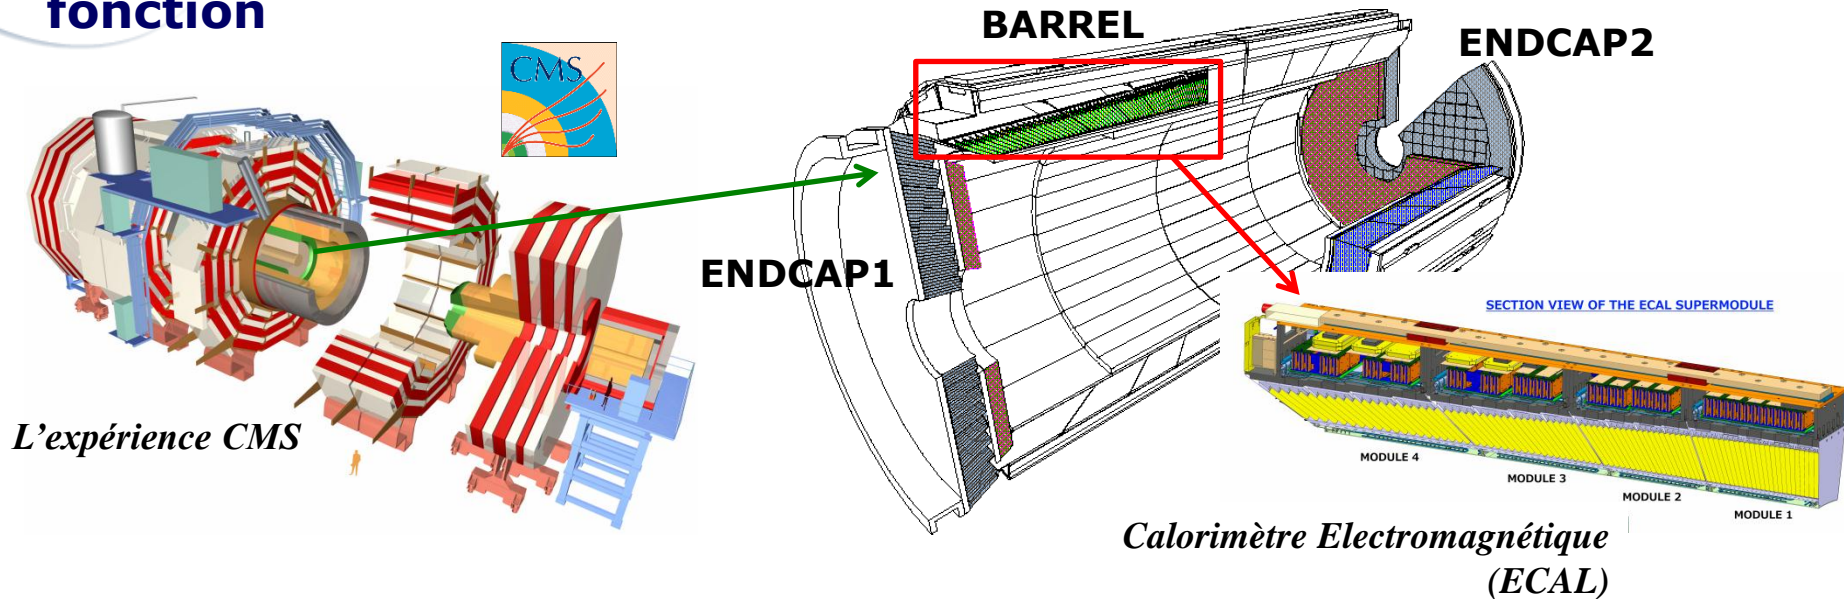 fonction
BARREL
ENDCAP2
CMS
ENDCAP1
SECTION VIEW OF THE ECAL SUPERMODULE
L'expérience CMS
MODULE 4
MODULE 3
MODULE 2
MODULE 1
Calorimètre Electromagnétique
(ECAL)